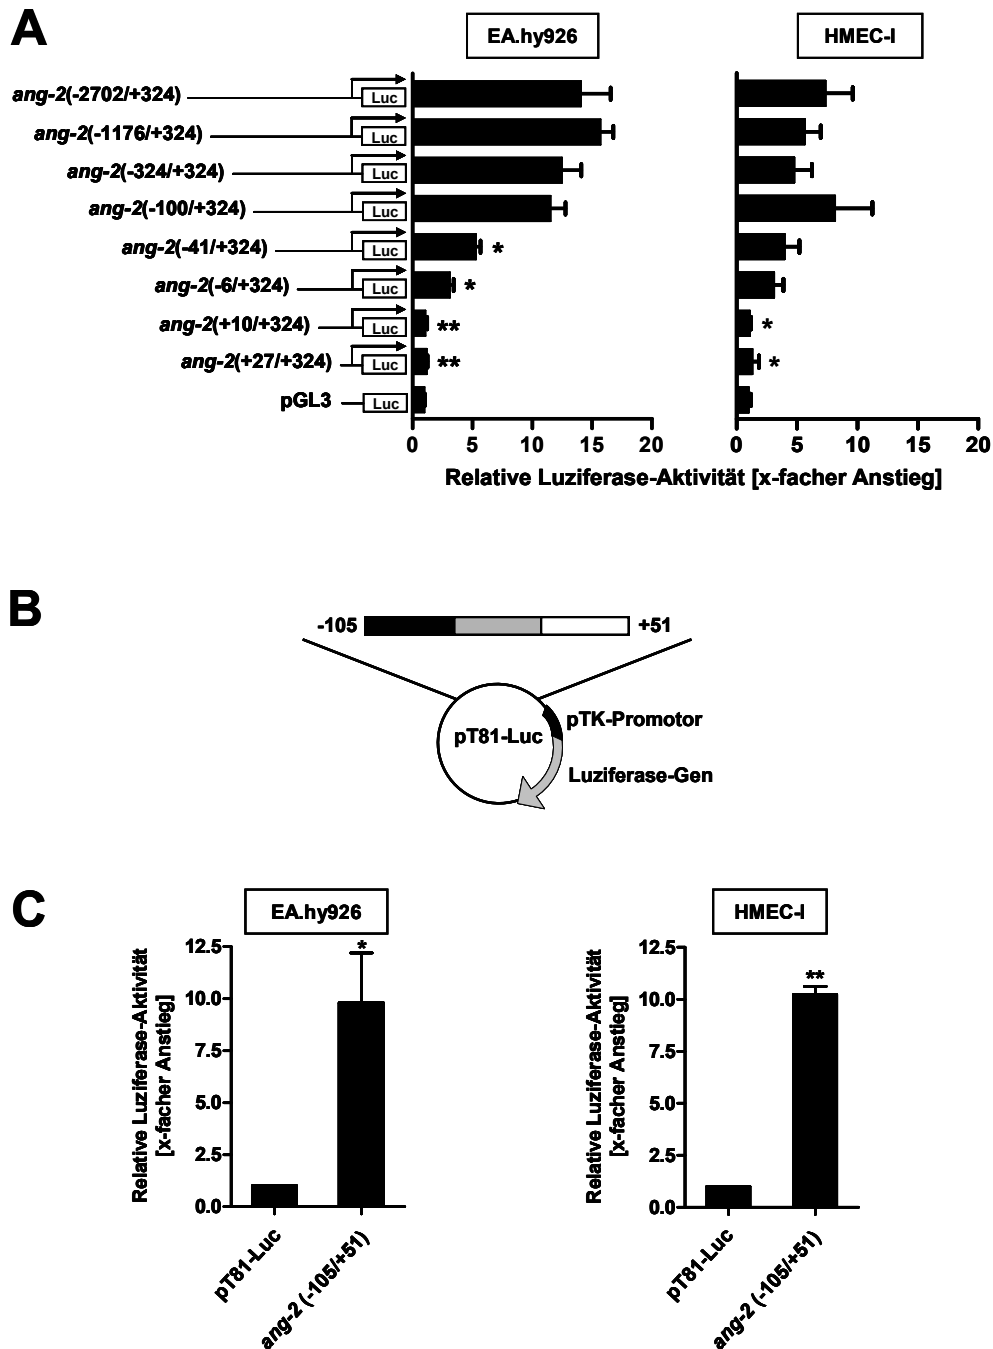 A
EA.hy926
HMEC-I
ang-2(-2702/+324)
Luc
ang-2(-1176/+324)
Luc
ang-2(-324/+324)
Luc
ang-2(-100/+324)
Luc
ang-2(-41/+324)
Luc
*
ang-2(-6/+324)
Luc
*
ang-2(+10/+324)
Luc
**
*
ang-2(+27/+324)
Luc
**
*
pGL3
Luc
0 5 10 15 20
0 5 10 15 20
Relative Luziferase-Aktivität [x-facher Anstieg]
B
-105
+51
pT81-Luc
pTK-Promotor
Luziferase-Gen
C
EA.hy926
Relative Luziferase-Aktivität
[x-facher Anstieg]
12.5
10.0
7.5
5.0
2.5
0.0
*
pT81-Luc
ang-2 (-105/+51)
HMEC-I
Relative Luziferase-Aktivität
[x-facher Anstieg]
12.5
10.0
7.5
5.0
2.5
0.0
**
pT81-Luc
ang-2 (-105/+51)